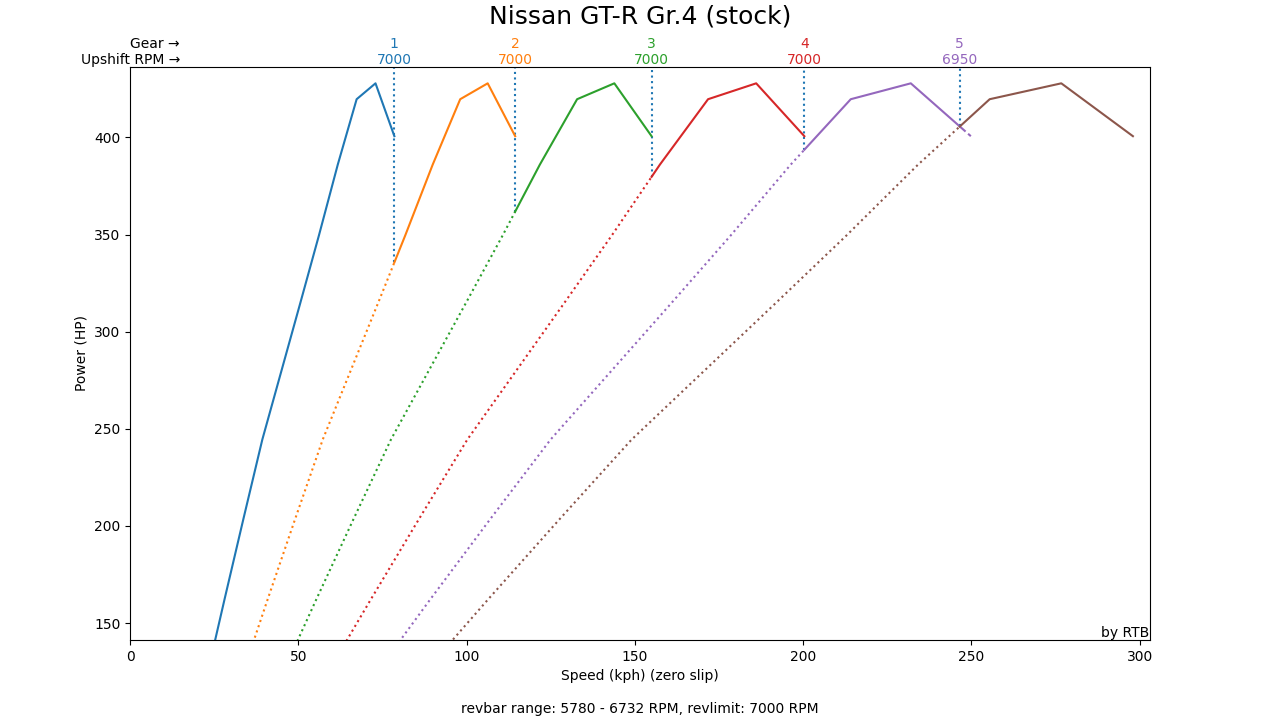 Nissan GT-R Gr.4 (stock)
Gear → 1 2 3 4 5
Upshift RPM → 7000 7000 7000 7000 6950
400
350
300
250
200
150
Power (HP)
by RTB
0 50 100 150 200 250 300
Speed (kph) (zero slip)
revbar range: 5780 - 6732 RPM, revlimit: 7000 RPM